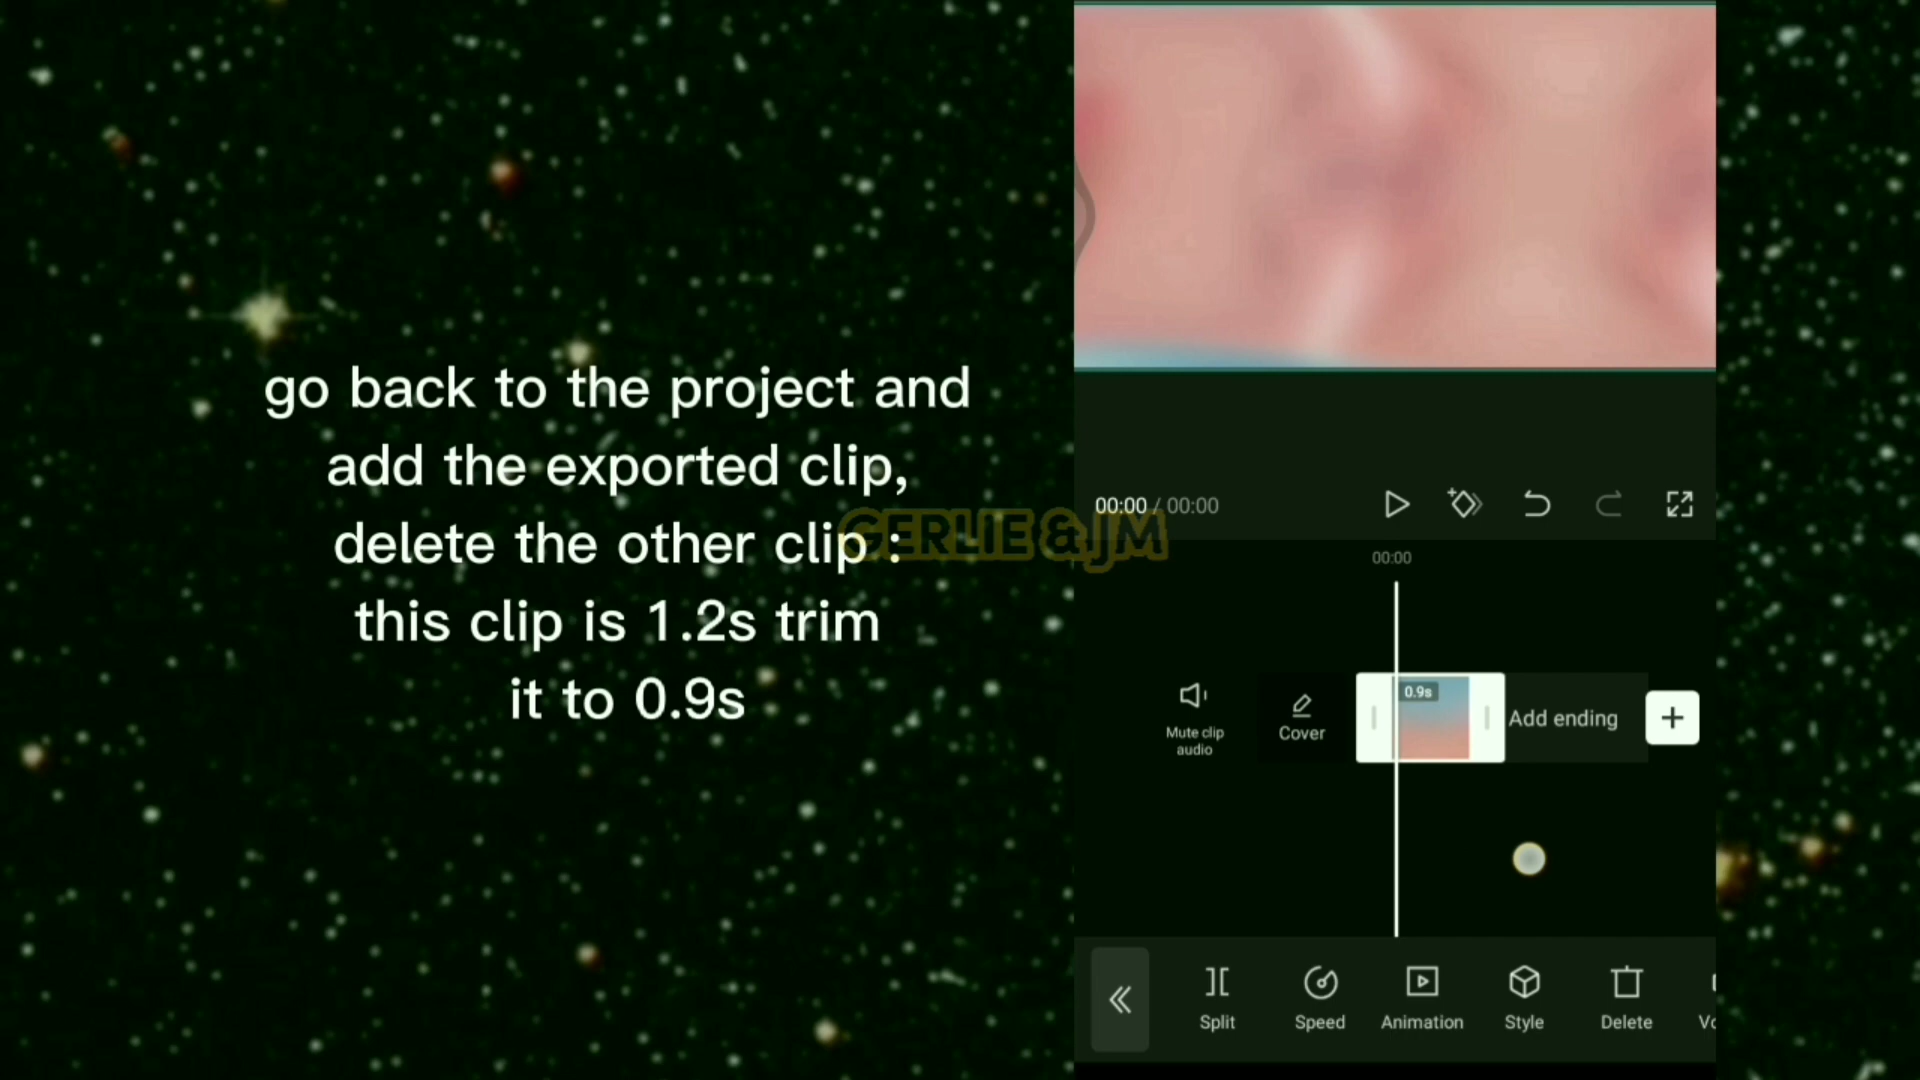 go back to the project and
add the exported clip,
delete the other clip :
this clip is 1.2s trim
it to 0.9s
GERLIE&JM
00:00 / 00:00
00:00
Mute clip
audio
Cover
0.9s
Add ending
Split
Speed
Animation
Style
Delete